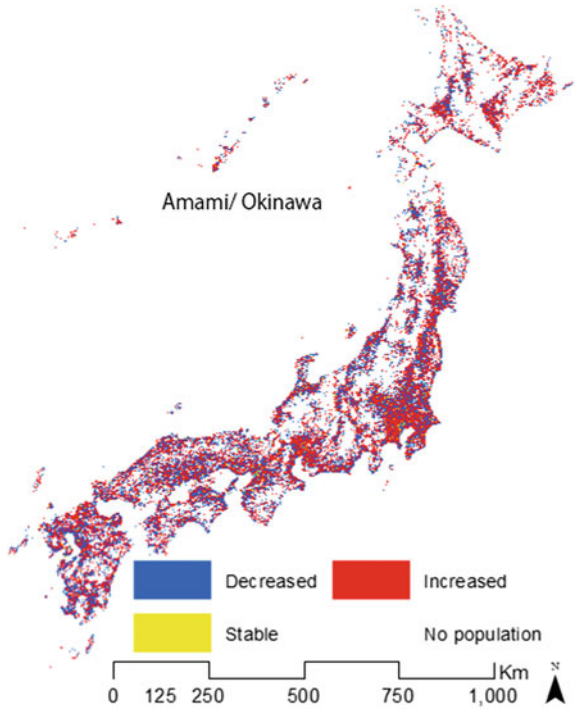 Amami/ Okinawa
Decreased
Increased
Stable
No population
Km
N
0 125 250 500 750 1,000